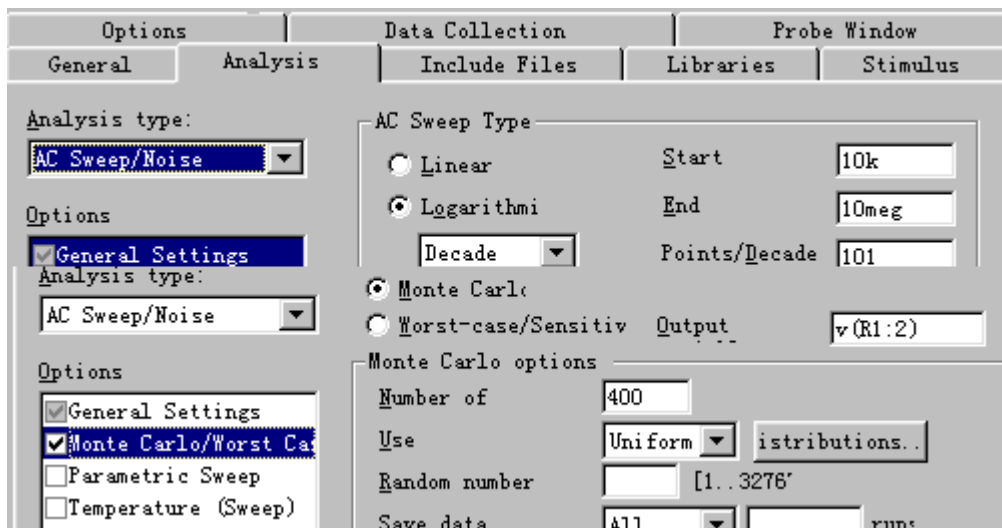 Options Data Collection Probe Window
General Analysis Include Files Libraries Stimulus
Analysis type:
AC Sweep/Noise
Options
General Settings
AC Sweep Type
Linear
Logarithmi
Decade
Start 10k
End 10meg
Points/Decade 101
Analysis type:
AC Sweep/Noise
Options
General Settings
Monte Carlo/Worst Ca
Parametric Sweep
Temperature (Sweep)
Monte Carl
Worst-case/Sensitiv Output v(R1:2)
Monte Carlo options
Number of 400
Use Uniform istributions..
Random number [1..3276
Save data All runs